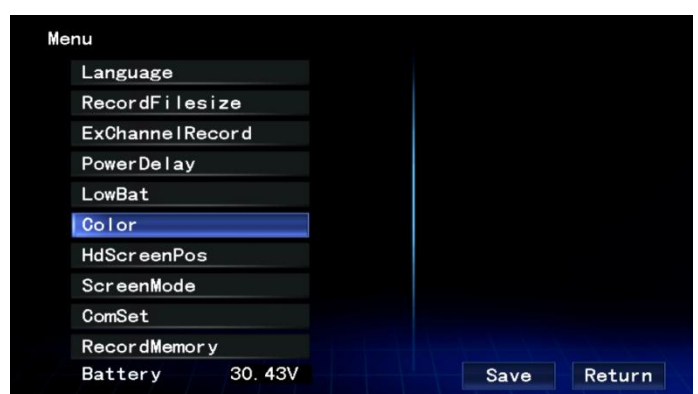 Menu
Language
RecordFilesize
ExChannelRecord
PowerDelay
LowBat
Color
HdScreenPos
ScreenMode
ComSet
RecordMemory
Battery 30.43V
Save Return